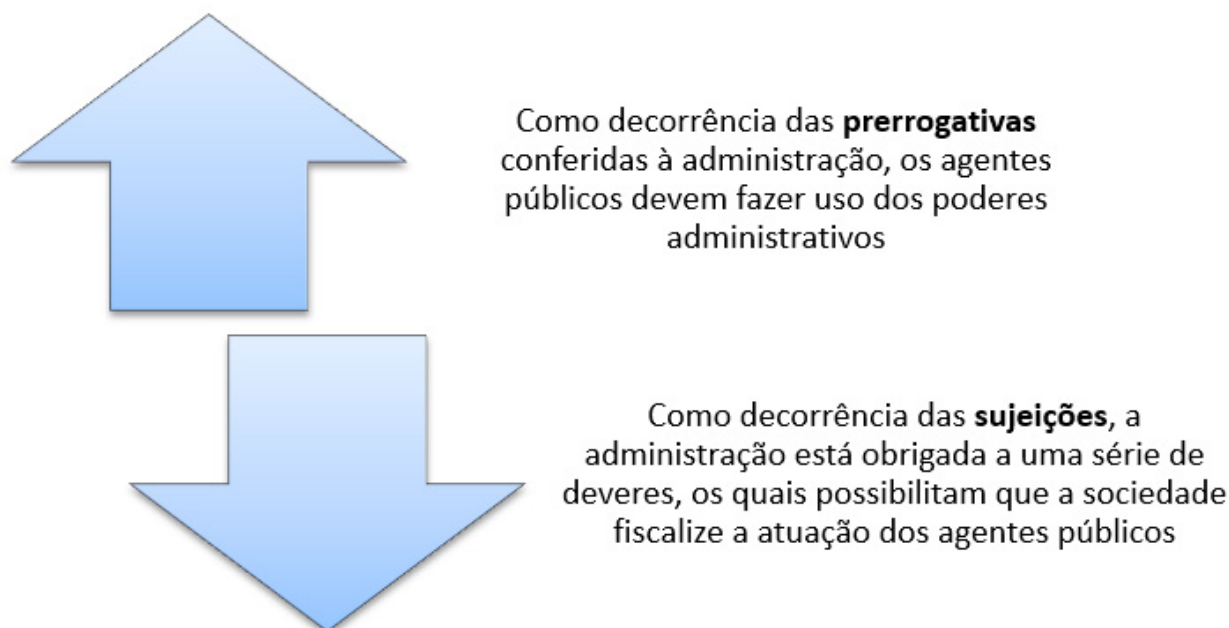 Como decorrência das prerrogativas
conferidas à administração, os agentes
públicos devem fazer uso dos poderes
administrativos
Como decorrência das sujeições, a
administração está obrigada a uma série de
deveres, os quais possibilitam que a sociedade
fiscalize a atuação dos agentes públicos